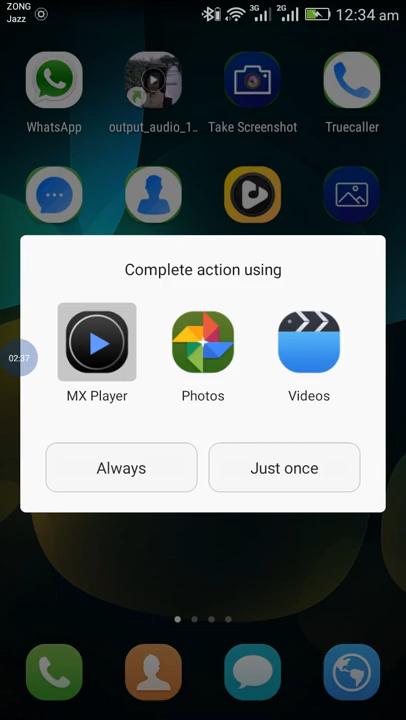 ZONG
Jazz
3G 2G 12:34 am
WhatsApp output_audio_1.. Take Screenshot Truecaller
Complete action using
02:37
MX Player Photos Videos
Always Just once